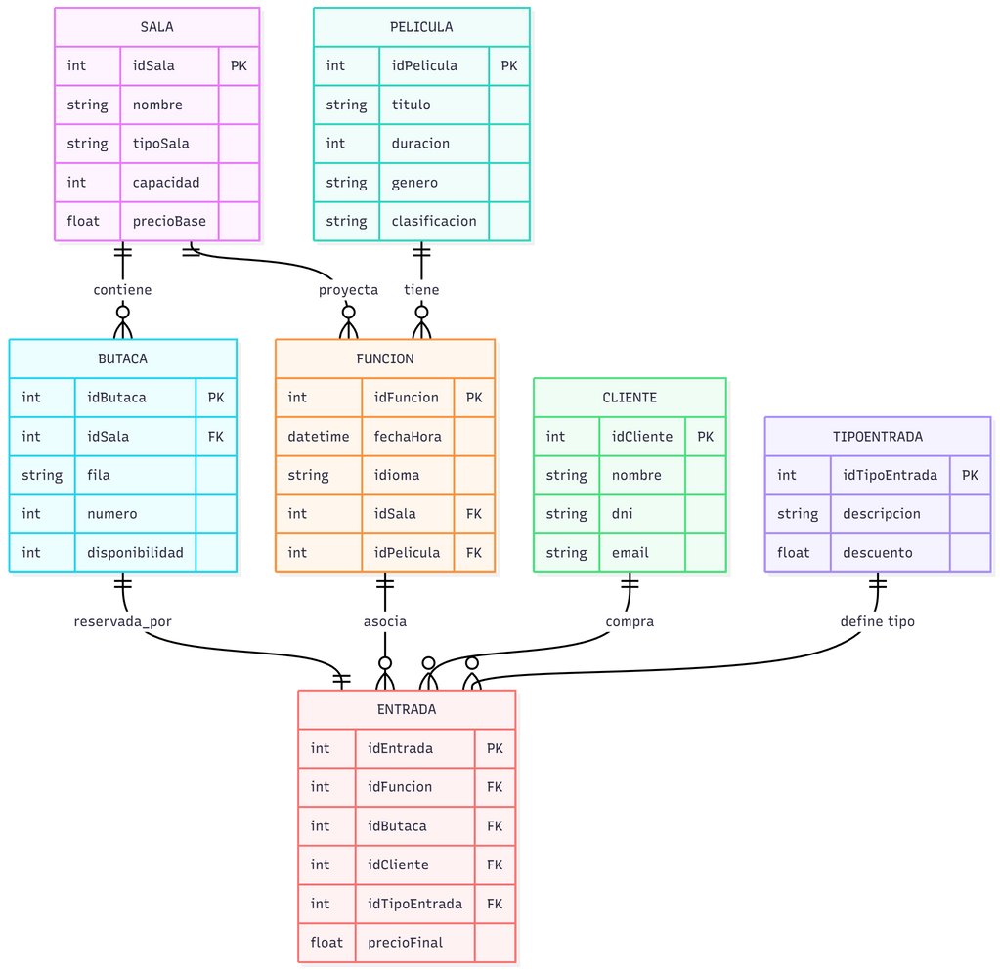 SALA
int idSala PK
string nombre
string tipoSala
int capacidad
float precioBase
PELICULA
int idPelicula PK
string titulo
int duracion
string genero
string clasificacion
contiene
proyecta
tiene
BUTACA
int idButaca PK
int idSala FK
string fila
int numero
int disponibilidad
FUNCION
int idFuncion PK
datetime fechaHora
string idioma
int idSala FK
int idPelicula FK
CLIENTE
int idCliente PK
string nombre
string dni
string email
TIPOENTRADA
int idTipoEntrada PK
string descripcion
float descuento
reservada_por
asocia
compra
define tipo
ENTRADA
int idEntrada PK
int idFuncion FK
int idButaca FK
int idCliente FK
int idTipoEntrada FK
float precioFinal